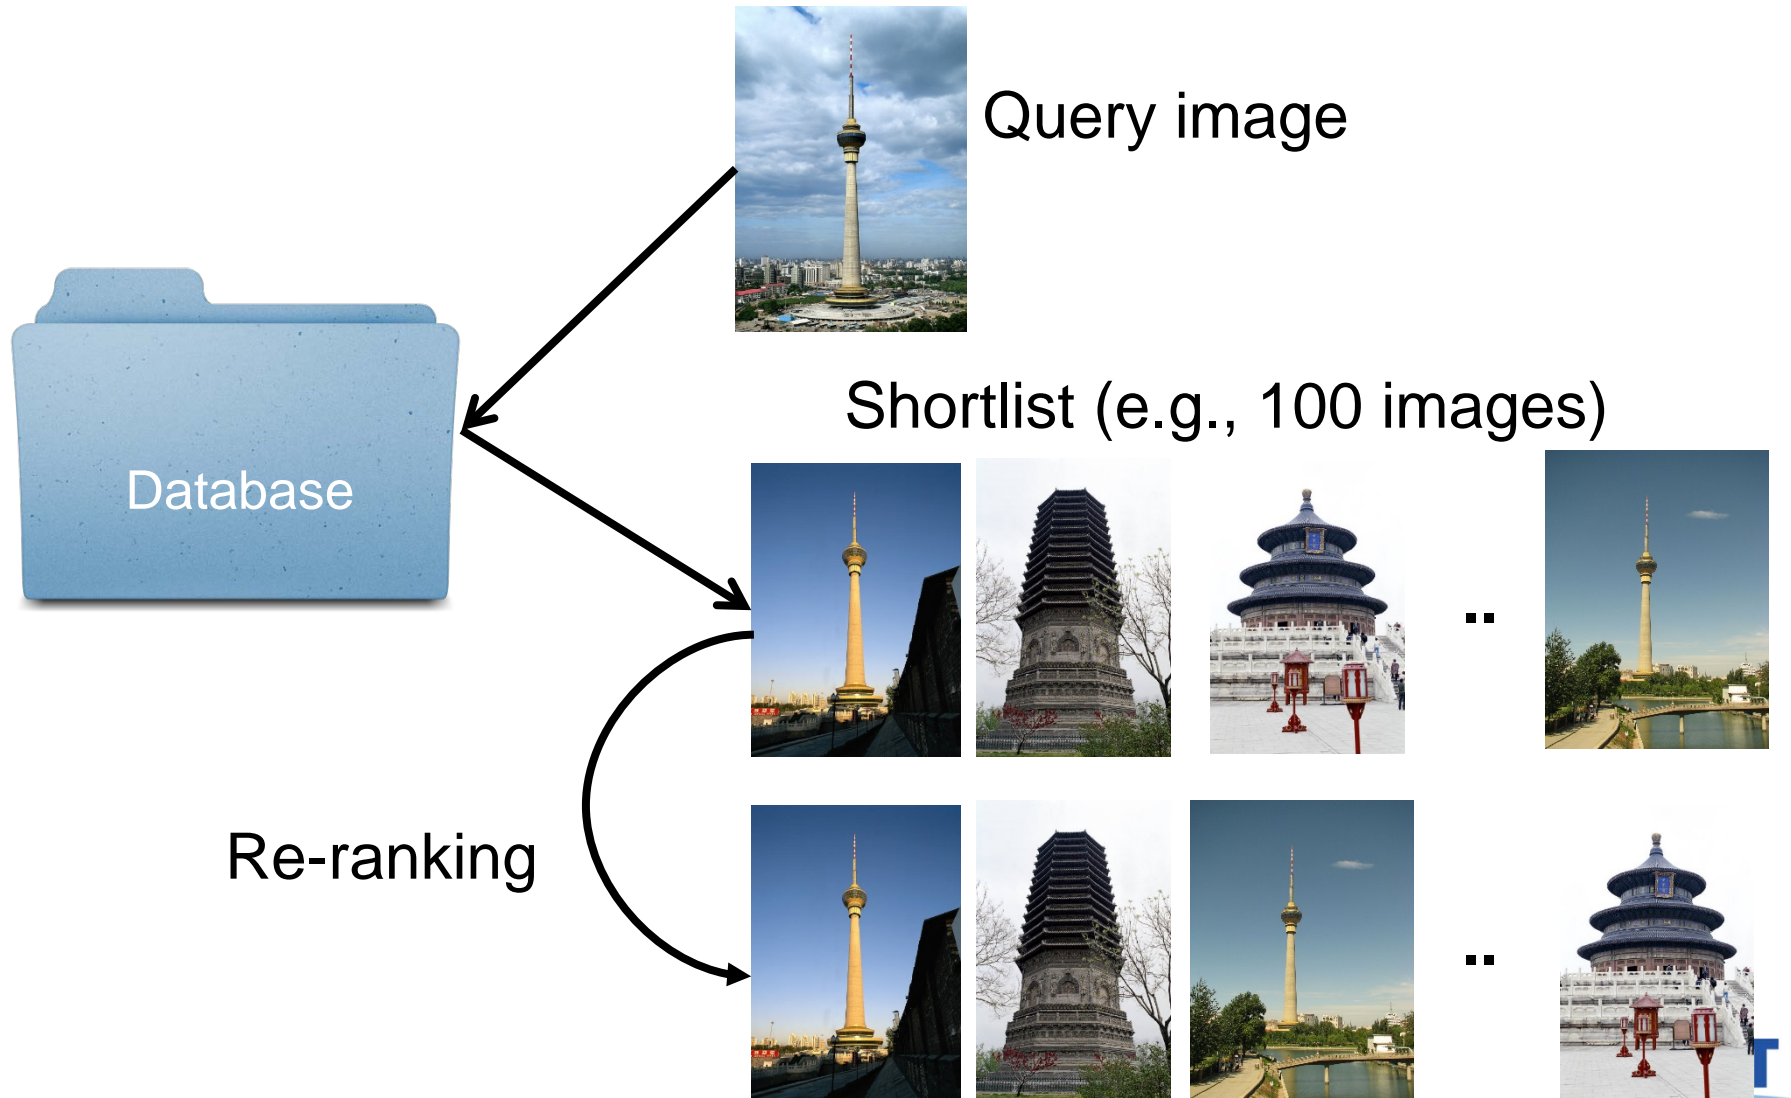 Query image
Shortlist (e.g., 100 images)
Database
..
Re-ranking
..
T